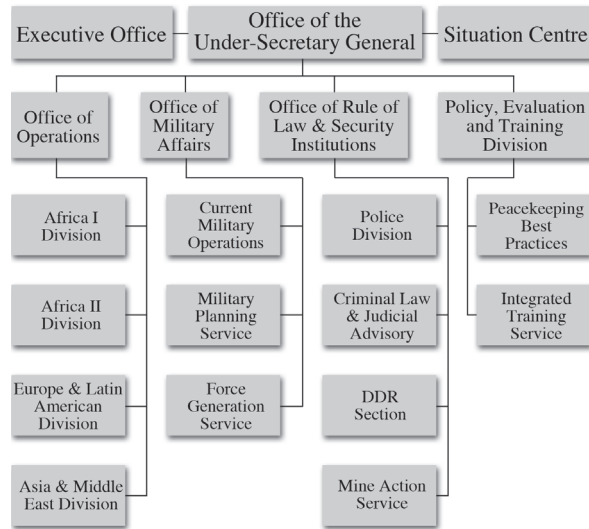 Executive Office
Office of the
Under-Secretary General
Situation Centre
Office of
Operations
Office of
Military
Affairs
Office of Rule of
Law & Security
Institutions
Policy, Evaluation
and Training
Division
Africa I
Division
Current
Military
Operations
Police
Division
Peacekeeping
Best
Practices
Africa II
Division
Military
Planning
Service
Criminal Law
& Judicial
Advisory
Integrated
Training
Service
Europe & Latin
American
Division
Force
Generation
Service
DDR
Section
Asia & Middle
East Division
Mine Action
Service